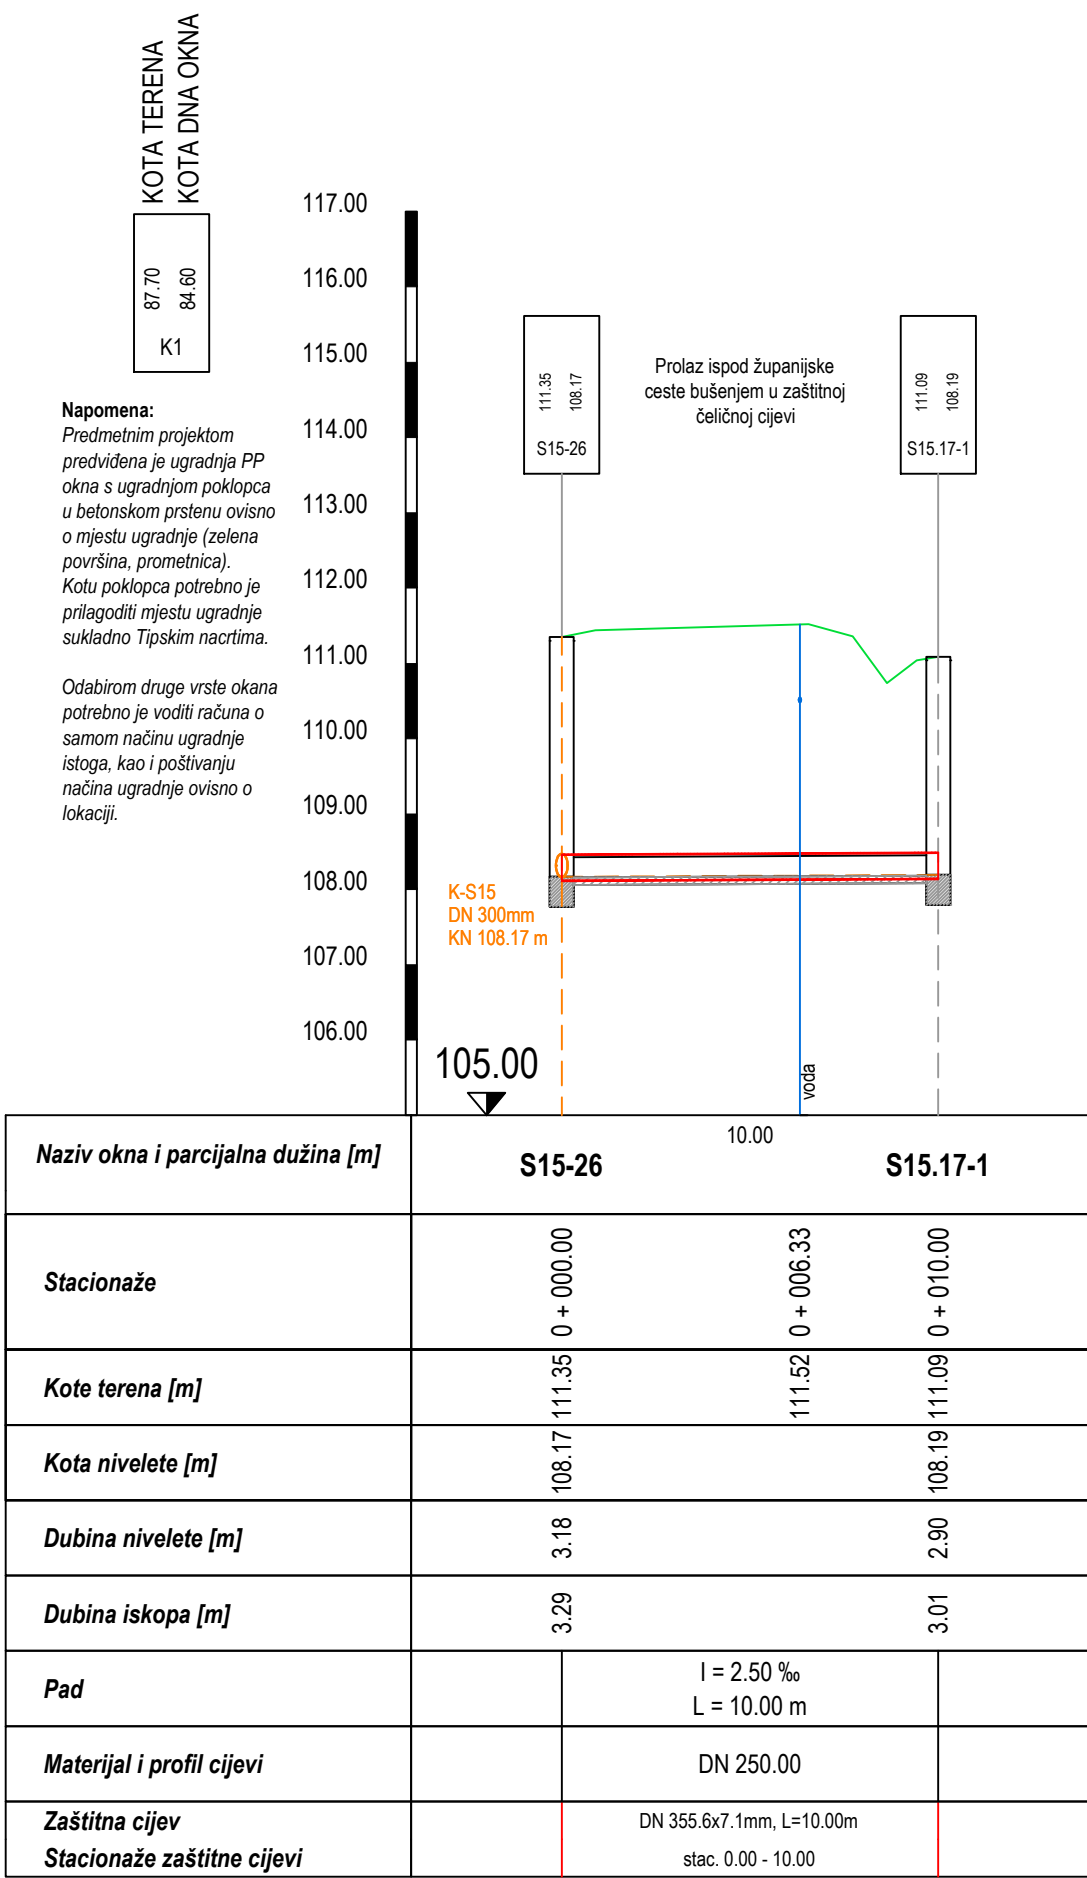 KOTA TERENA
KOTA DNA OKNA
87.70
84.60
K1
Napomena:
Predmetnim projektom
predviđena je ugradnja PP
okna s ugradnjom poklopca
u betonskom prstenu ovisno
o mjestu ugradnje (zelena
površina, prometnica).
Kotu poklopca potrebno je
prilagoditi mjestu ugradnje
sukladno Tipskim nacrtima.
Odabirom druge vrste okana
potrebno je voditi računa o
samom načinu ugradnje
istoga, kao i poštivanju
načina ugradnje ovisno o
lokaciji.
117.00
116.00
115.00
114.00
113.00
112.00
111.00
110.00
109.00
108.00
107.00
106.00
105.00
111.35
108.17
S15-26
Prolaz ispod županijske
ceste bušenjem u zaštitnoj
čeličnoj cijevi
111.09
108.19
S15.17-1
K-S15
DN 300mm
KN 108.17 m
voda
Naziv okna i parcijalna dužina [m]
10.00
S15-26 S15.17-1
Stacionaže
0 + 000.00
0 + 006.33
0 + 010.00
Kote terena [m]
111.35
111.52
111.09
Kota nivelete [m]
108.17
108.19
Dubina nivelete [m]
3.18
2.90
Dubina iskopa [m]
3.29
3.01
Pad
I = 2.50 ‰
L = 10.00 m
Materijal i profil cijevi
DN 250.00
Zaštitna cijev
DN 355.6x7.1mm, L=10.00m
Stacionaže zaštitne cijevi
stac. 0.00 - 10.00